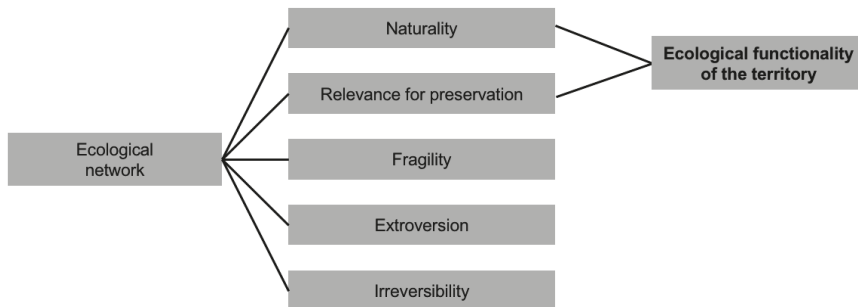 Naturality
Ecological functionality
of the territory
Relevance for preservation
Ecological
network
Fragility
Extroversion
Irreversibility